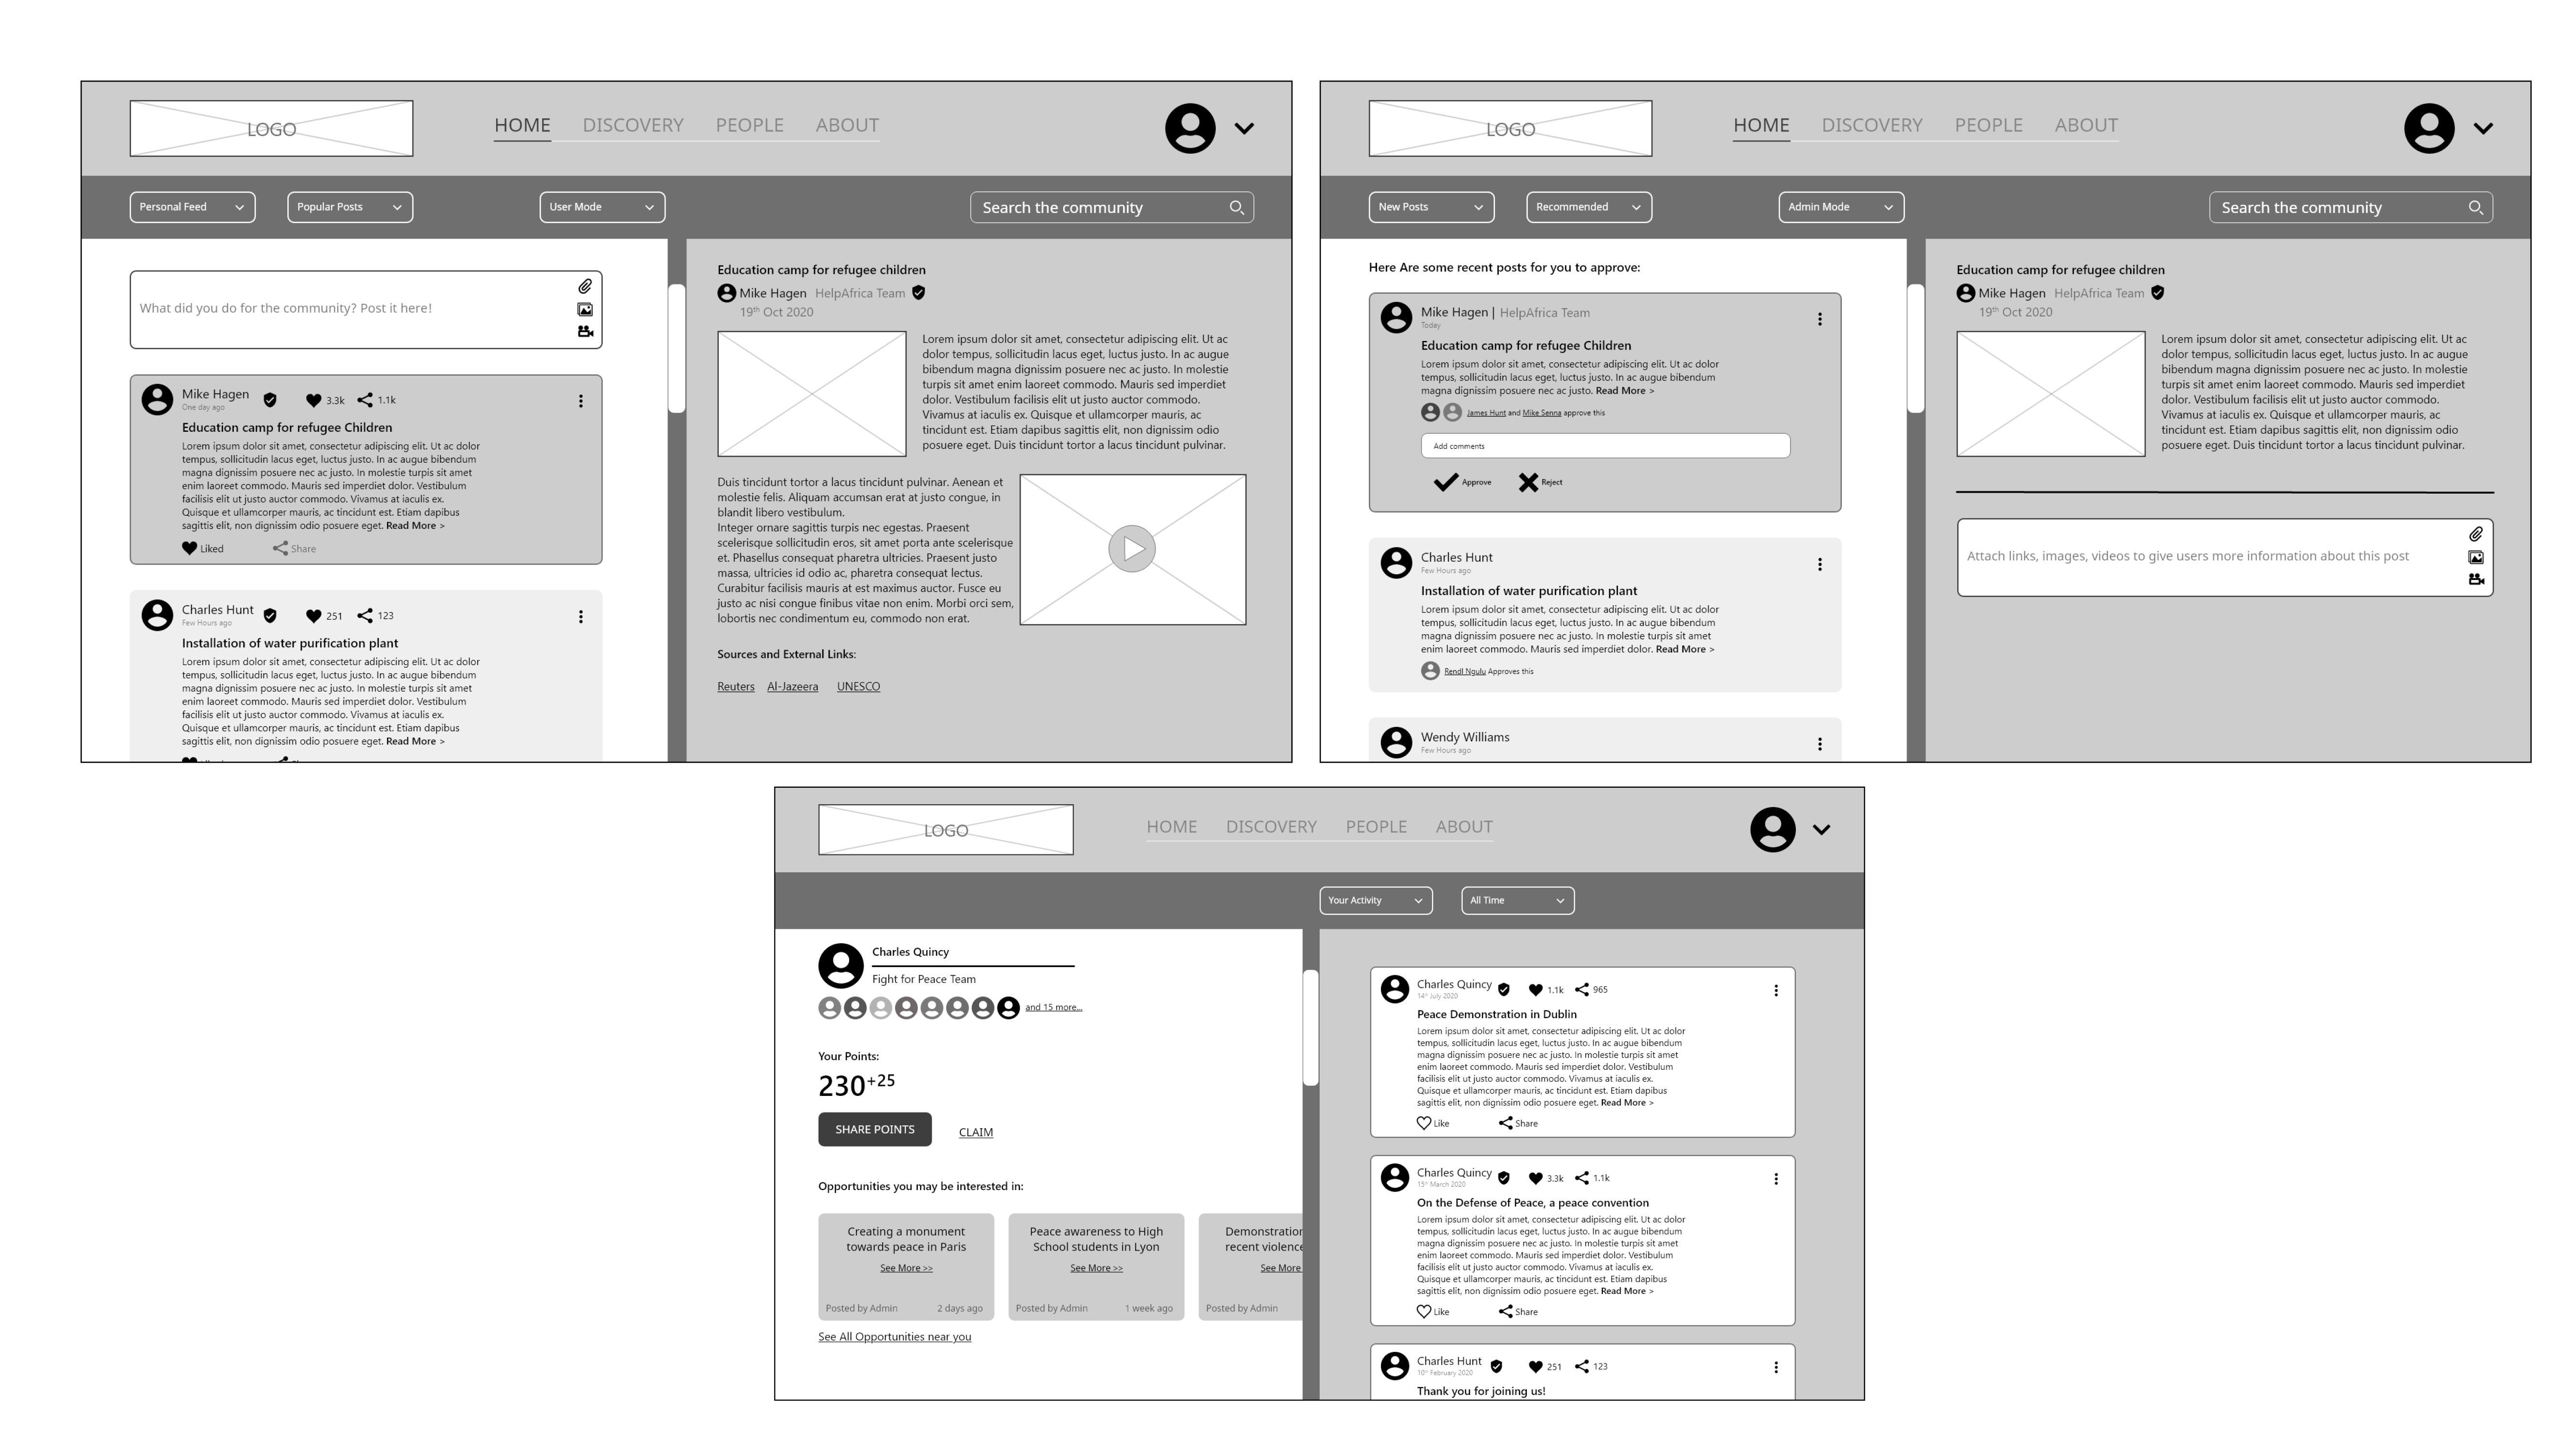 LOGO
HOME DISCOVERY PEOPLE ABOUT
Personal Feed Popular Posts User Mode Search the community
What did you do for the community? Post it here!
Mike Hagen 3.3k 1.1k
One day ago
Education camp for refugee Children
Lorem ipsum dolor sit amet, consectetur adipiscing elit. Ut ac dolor
tempus, sollicitudin lacus eget, luctus justo. In ac augue bibendum
magna dignissim posuere nec ac justo. In molestie turpis sit amet
enim laoreet commodo. Mauris sed imperdiet dolor. Vestibulum
facilisis elit ut justo auctor commodo. Vivamus at iaculis ex.
Quisque et ullamcorper mauris, ac tincidunt est. Etiam dapibus
sagittis elit, non dignissim odio posuere eget. Read More >
Liked Share
Charles Hunt 251 123
Few Hours ago
Installation of water purification plant
Lorem ipsum dolor sit amet, consectetur adipiscing elit. Ut ac dolor
tempus, sollicitudin lacus eget, luctus justo. In ac augue bibendum
magna dignissim posuere nec ac justo. In molestie turpis sit amet
enim laoreet commodo. Mauris sed imperdiet dolor. Vestibulum
facilisis elit ut justo auctor commodo. Vivamus at iaculis ex.
Quisque et ullamcorper mauris, ac tincidunt est. Etiam dapibus
sagittis elit, non dignissim odio posuere eget. Read More >
Education camp for refugee children
Mike Hagen HelpAfrica Team
19th Oct 2020
Lorem ipsum dolor sit amet, consectetur adipiscing elit. Ut ac
dolor tempus, sollicitudin lacus eget, luctus justo. In ac augue
bibendum magna dignissim posuere nec ac justo. In molestie
turpis sit amet enim laoreet commodo. Mauris sed imperdiet
dolor. Vestibulum facilisis elit ut justo auctor commodo.
Vivamus at iaculis ex. Quisque et ullamcorper mauris, ac
tincidunt est. Etiam dapibus sagittis elit, non dignissim odio
posuere eget. Duis tincidunt tortor a lacus tincidunt pulvinar.
Duis tincidunt tortor a lacus tincidunt pulvinar. Aenean et
molestie felis. Aliquam accumsan erat at justo congue, in
blandit libero vestibulum.
Integer ornare sagittis turpis nec egestas. Praesent
scelerisque sollicitudin eros, sit amet porta ante scelerisque
et. Phasellus consequat pharetra ultricies. Praesent justo
massa, ultricies id odio ac, pharetra consequat lectus.
Curabitur facilisis mauris at est maximus auctor. Fusce eu
justo ac nisi congue finibus vitae non enim. Morbi orci sem,
lobortis nec condimentum eu, commodo non erat.
Sources and External Links:
Reuters Al-Jazeera UNESCO
LOGO
HOME DISCOVERY PEOPLE ABOUT
New Posts Recommended Admin Mode Search the community
Here Are some recent posts for you to approve:
Mike Hagen | HelpAfrica Team
Today
Education camp for refugee Children
Lorem ipsum dolor sit amet, consectetur adipiscing elit. Ut ac dolor
tempus, sollicitudin lacus eget, luctus justo. In ac augue bibendum
magna dignissim posuere nec ac justo. Read More >
James Hunt and Mike Senna approve this
Add comments
Approve Reject
Charles Hunt
Few Hours ago
Installation of water purification plant
Lorem ipsum dolor sit amet, consectetur adipiscing elit. Ut ac dolor
tempus, sollicitudin lacus eget, luctus justo. In ac augue bibendum
magna dignissim posuere nec ac justo. In molestie turpis sit amet
enim laoreet commodo. Mauris sed imperdiet dolor. Read More >
Rendl Ngulu Approves this
Wendy Williams
Few Hours ago
Education camp for refugee children
Mike Hagen HelpAfrica Team
19th Oct 2020
Lorem ipsum dolor sit amet, consectetur adipiscing elit. Ut ac
dolor tempus, sollicitudin lacus eget, luctus justo. In ac augue
bibendum magna dignissim posuere nec ac justo. In molestie
turpis sit amet enim laoreet commodo. Mauris sed imperdiet
dolor. Vestibulum facilisis elit ut justo auctor commodo.
Vivamus at iaculis ex. Quisque et ullamcorper mauris, ac
tincidunt est. Etiam dapibus sagittis elit, non dignissim odio
posuere eget. Duis tincidunt tortor a lacus tincidunt pulvinar.
Attach links, images, videos to give users more information about this post
LOGO
HOME DISCOVERY PEOPLE ABOUT
Your Activity All Time
Charles Quincy
Fight for Peace Team
and 15 more...
Your Points:
230+25
SHARE POINTS CLAIM
Opportunities you may be interested in:
Creating a monument
towards peace in Paris
See More >>
Posted by Admin 2 days ago
Peace awareness to High
School students in Lyon
See More >>
Posted by Admin 1 week ago
Demonstration
recent violence
See More
Posted by Admin
See All Opportunities near you
Charles Quincy 1.1k 965
14th July 2020
Peace Demonstration in Dublin
Lorem ipsum dolor sit amet, consectetur adipiscing elit. Ut ac dolor
tempus, sollicitudin lacus eget, luctus justo. In ac augue bibendum
magna dignissim posuere nec ac justo. In molestie turpis sit amet
enim laoreet commodo. Mauris sed imperdiet dolor. Vestibulum
facilisis elit ut justo auctor commodo. Vivamus at iaculis ex.
Quisque et ullamcorper mauris, ac tincidunt est. Etiam dapibus
sagittis elit, non dignissim odio posuere eget. Read More >
Like Share
Charles Quincy 3.3k 1.1k
15th March 2020
On the Defense of Peace, a peace convention
Lorem ipsum dolor sit amet, consectetur adipiscing elit. Ut ac dolor
tempus, sollicitudin lacus eget, luctus justo. In ac augue bibendum
magna dignissim posuere nec ac justo. In molestie turpis sit amet
enim laoreet commodo. Mauris sed imperdiet dolor. Vestibulum
facilisis elit ut justo auctor commodo. Vivamus at iaculis ex.
Quisque et ullamcorper mauris, ac tincidunt est. Etiam dapibus
sagittis elit, non dignissim odio posuere eget. Read More >
Like Share
Charles Hunt 251 123
10th February 2020
Thank you for joining us!